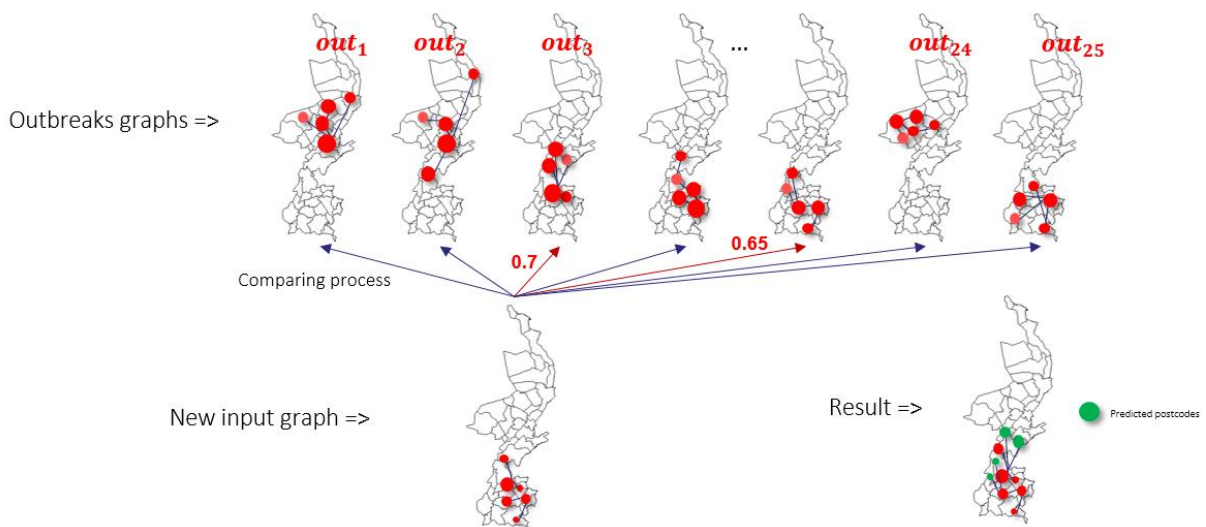 out₁ out₂ out₃ ... out₂₄ out₂₅
Outbreaks graphs =>
0.7 0.65
Comparing process
New input graph =>
Result =>
Predicted postcodes